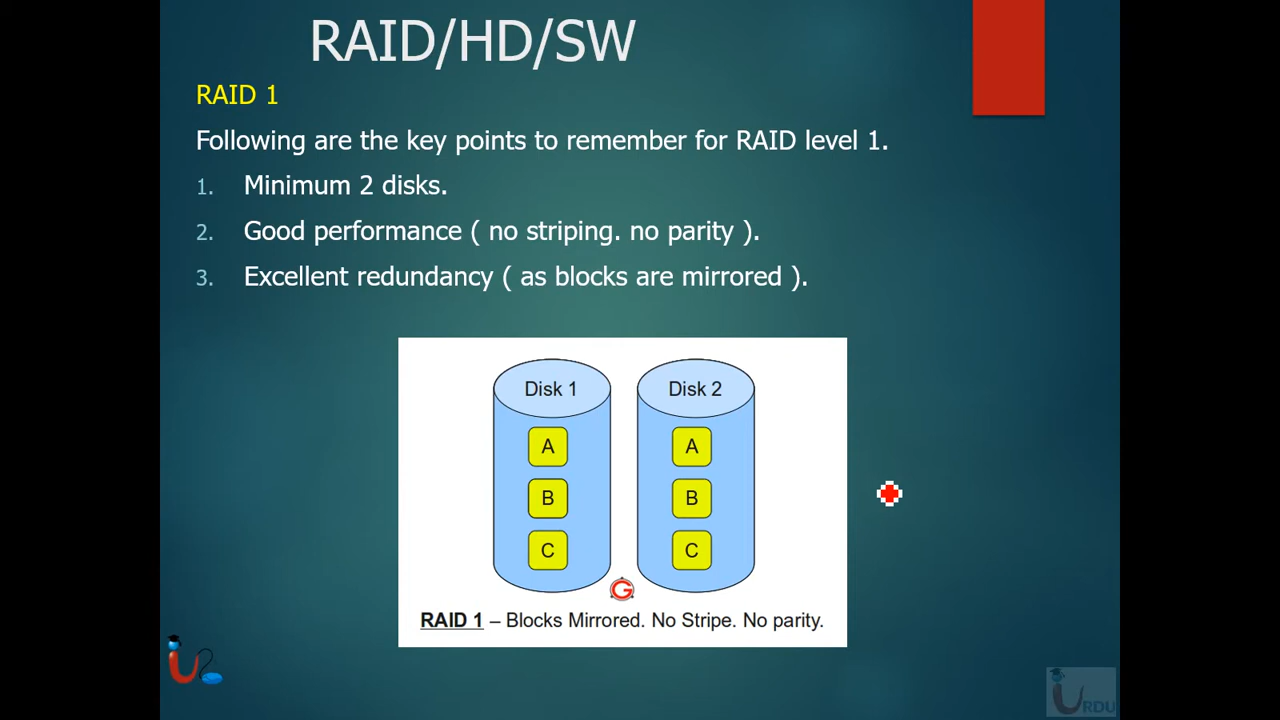 RAID/HD/SW
RAID 1
Following are the key points to remember for RAID level 1.
1. Minimum 2 disks.
2. Good performance ( no striping. no parity ).
3. Excellent redundancy ( as blocks are mirrored ).
Disk 1 Disk 2
A A
B B
C C
G
RAID 1 – Blocks Mirrored. No Stripe. No parity.
URDU